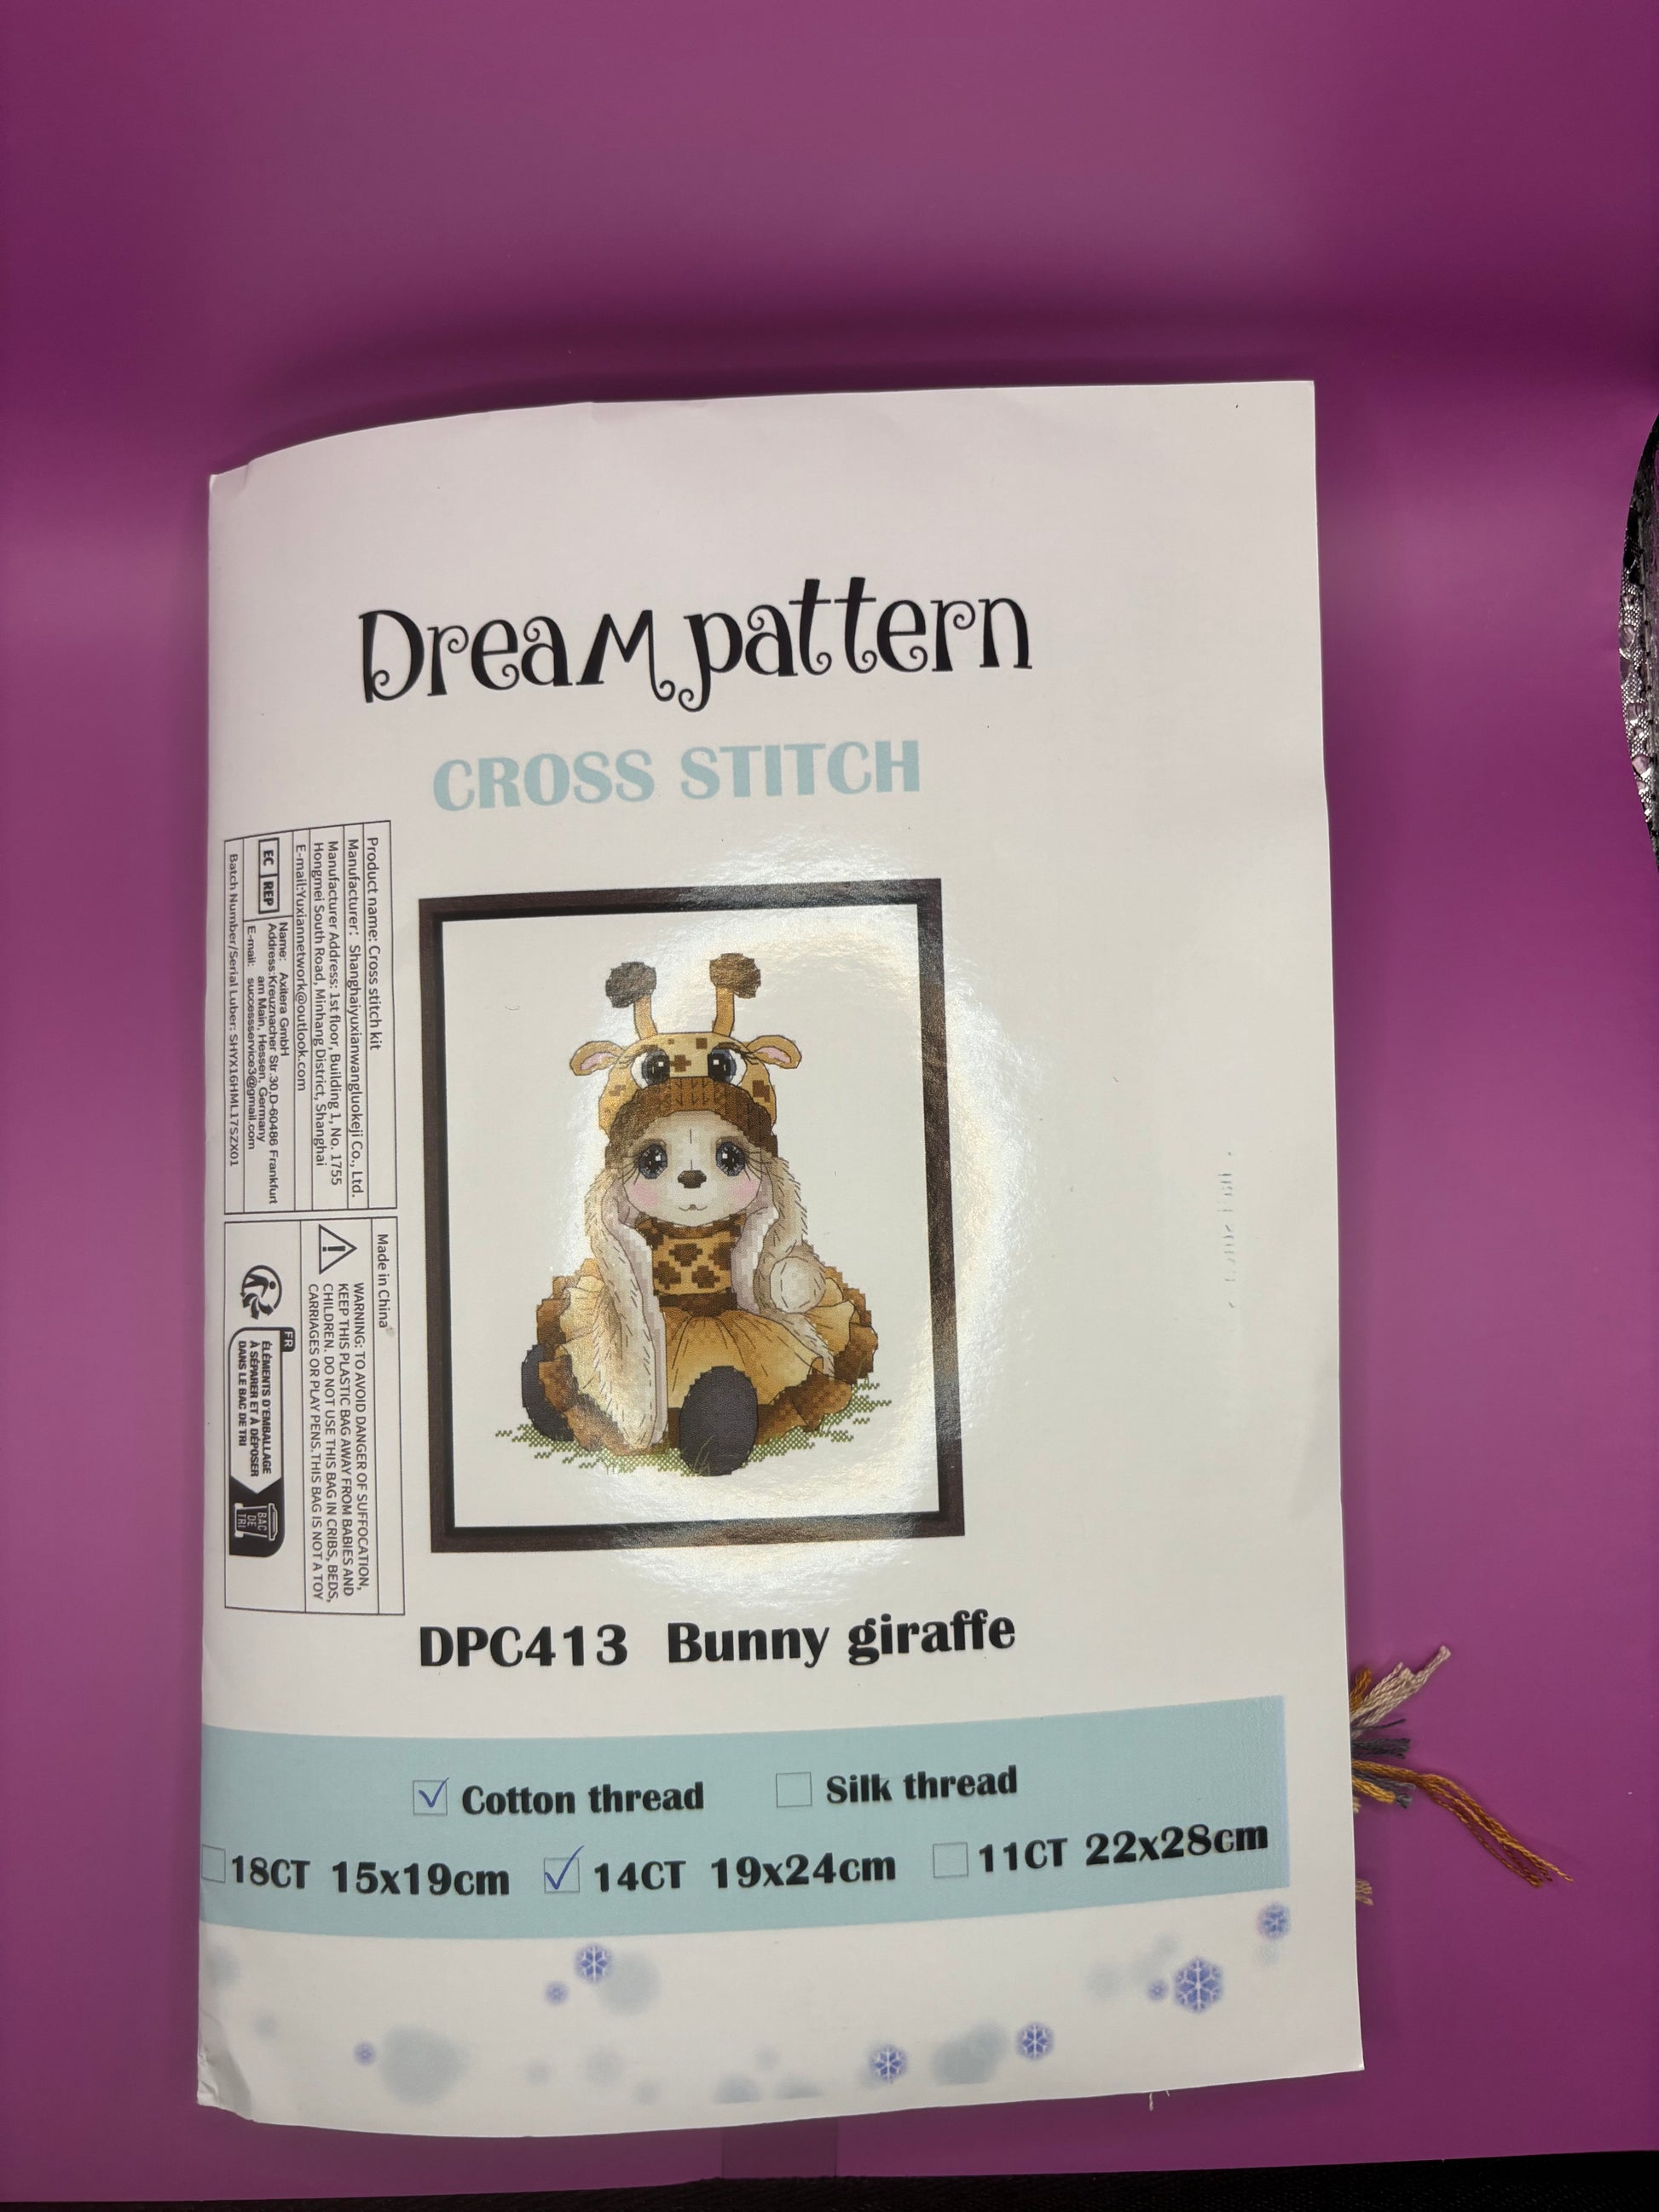 Dream pattern
CROSS STITCH
Product name: Cross stitch kit
Manufacturer: Shanghaiyuxianwangluokeji Co., Ltd.
Manufacturer Address: 1st floor, Building 1, No. 1755
Hongmei South Road, Minhang District, Shanghai
E-mail:Yuxiannetwork@outlook.com
EC REP
Name: Axitera GmbH
Address:Kreuznacher Str.30,D-60486 Frankfurt
am Main, Hessen, Germany
E-mail: successservice3@gmail.com
Batch Number/Serial Luber: SHYX16HML17SZX01
Made in China
WARNING: TO AVOID DANGER OF SUFFOCATION,
KEEP THIS PLASTIC BAG AWAY FROM BABIES AND
CHILDREN. DO NOT USE THIS BAG IN CRIBS, BEDS,
CARRIAGES OR PLAY PENS.THIS BAG IS NOT A TOY
FR
ÉLÉMENTS D'EMBALLAGE
À SÉPARER ET À DÉPOSER
DANS LE BAC DE TRI
BAC
DE
TRI
DPC413 Bunny giraffe
Cotton thread Silk thread
18CT 15x19cm 14CT 19x24cm 11CT 22x28cm